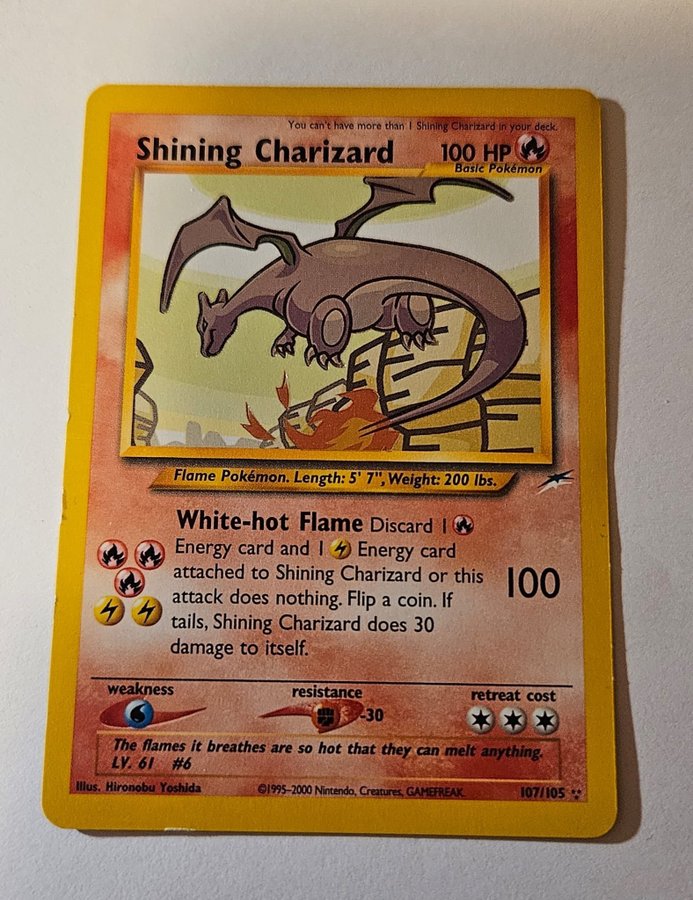 You can't have more than 1 Shining Charizard in your deck.
Shining Charizard 100 HP
Basic Pokémon
Flame Pokémon. Length: 5' 7", Weight: 200 lbs.
White-hot Flame Discard 1
Energy card and 1 Energy card
attached to Shining Charizard or this
attack does nothing. Flip a coin. If
tails, Shining Charizard does 30
damage to itself.
100
weakness resistance retreat cost
-30
The flames it breathes are so hot that they can melt anything.
LV. 61 #6
Illus. Hironobu Yoshida ©1995-2000 Nintendo, Creatures, GAMEFREAK. 107/105